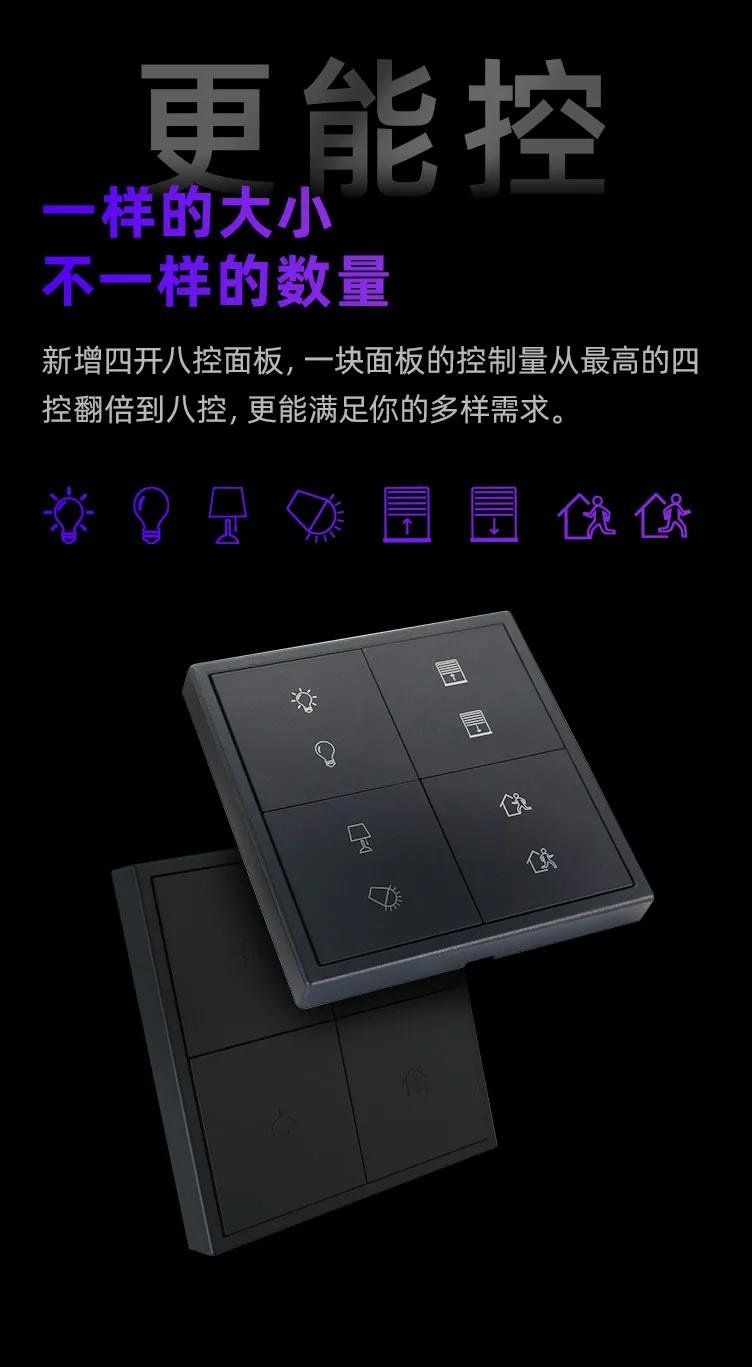 更能控
一样的大小
不一样的数量
新增四开八控面板, 一块面板的控制量从最高的四
控翻倍到八控, 更能满足你的多样需求。